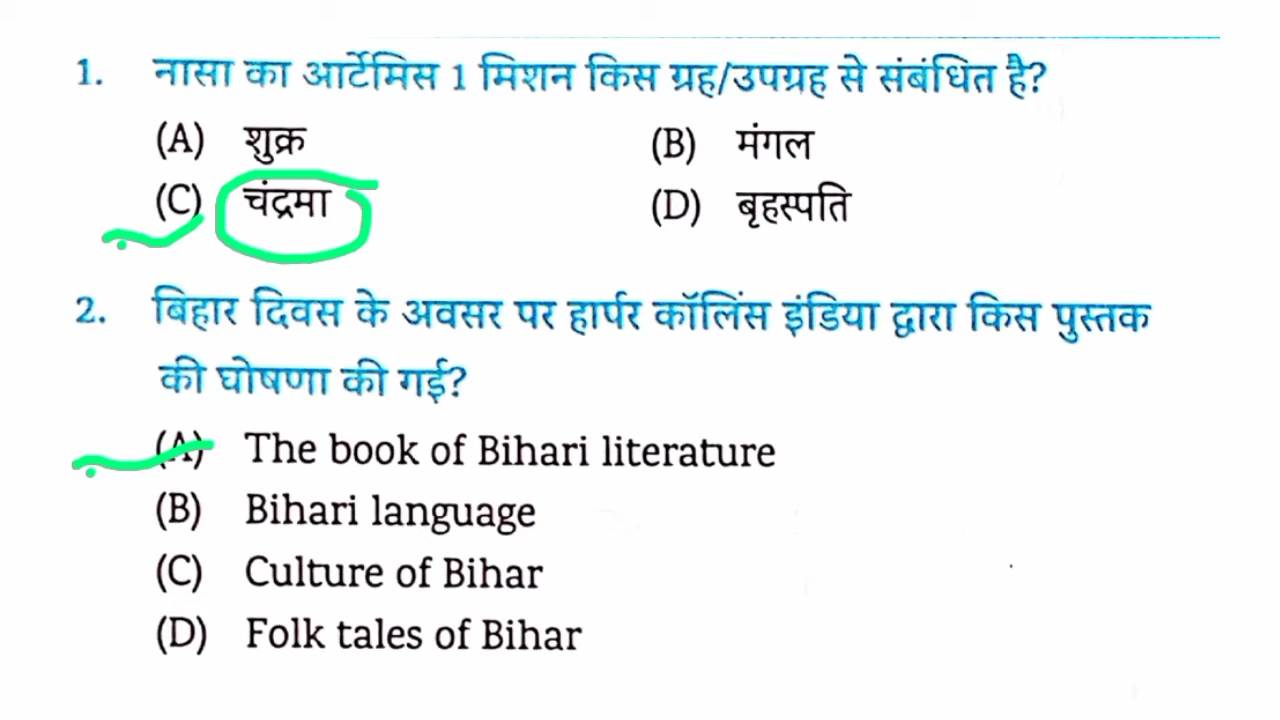 1. नासा का आर्टेमिस 1 मिशन किस ग्रह/उपग्रह से संबंधित है?
(A) शुक्र (B) मंगल
(C) चंद्रमा (D) बृहस्पति
2. बिहार दिवस के अवसर पर हार्पर कॉलिंस इंडिया द्वारा किस पुस्तक
की घोषणा की गई?
(A) The book of Bihari literature
(B) Bihari language
(C) Culture of Bihar
(D) Folk tales of Bihar